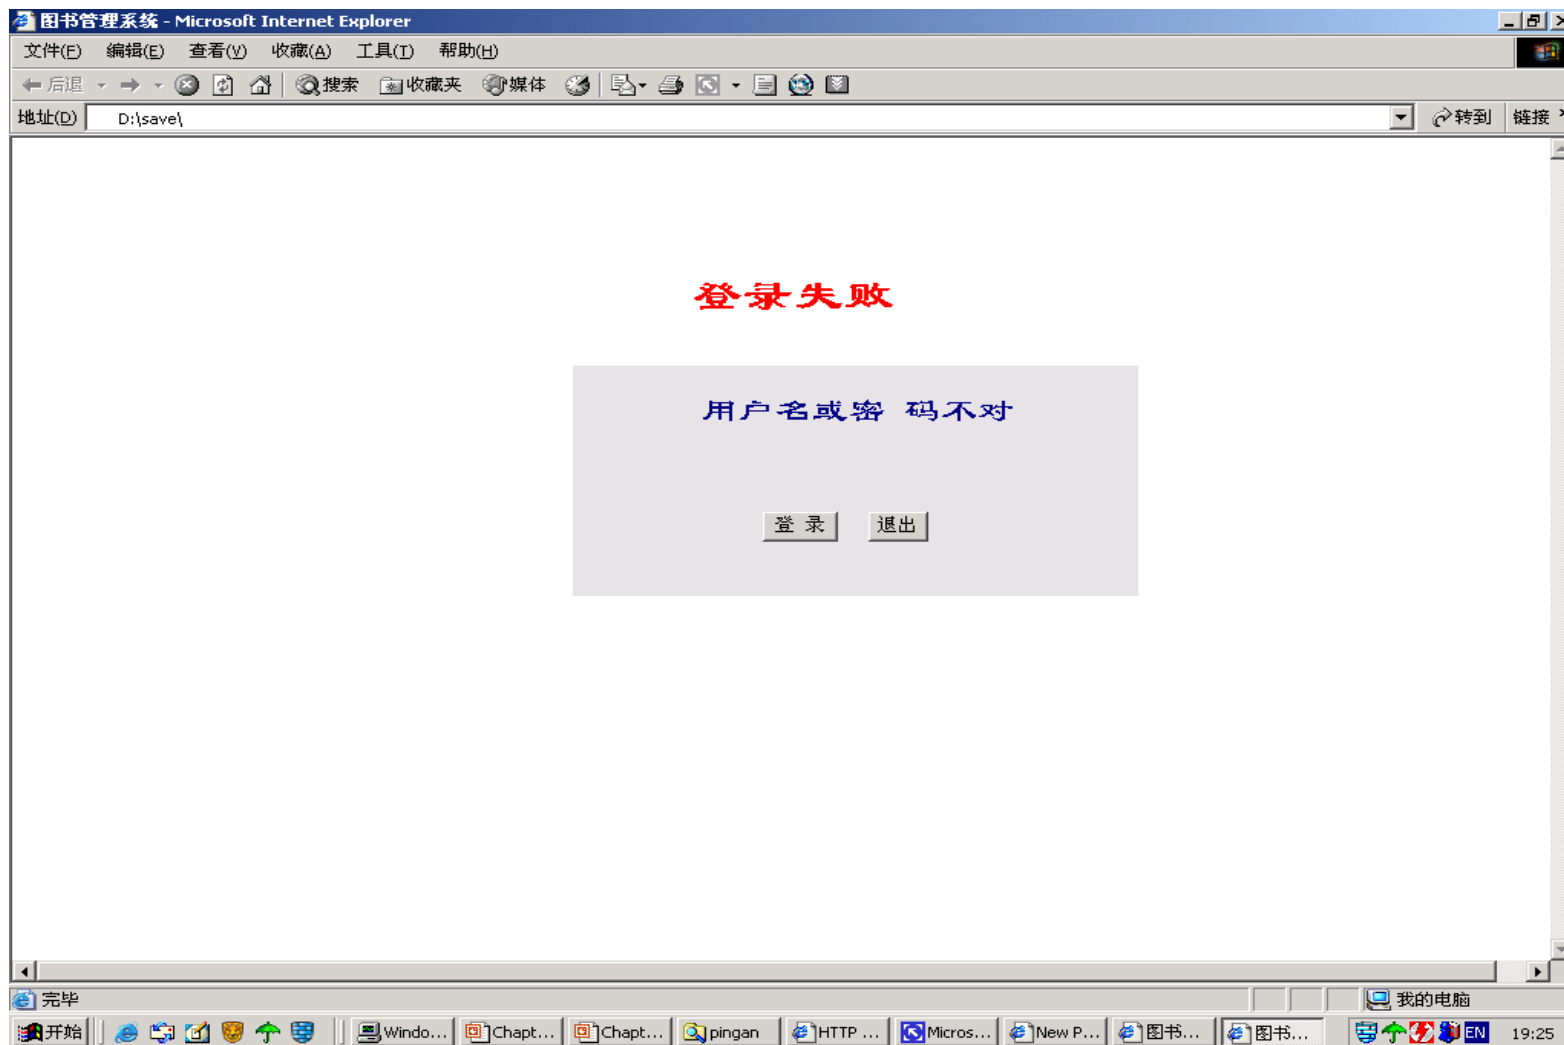 图书管理系统 - Microsoft Internet Explorer
文件(F) 编辑(E) 查看(V) 收藏(A) 工具(T) 帮助(H)
后退 搜索 收藏夹 媒体
地址(D) D:\save\ 转到 链接
登录失败
用户名或密 码不对
登 录 退出
完毕 我的电脑
开始 Windo... Chapt... Chapt... pingan HTTP ... Micros... New P... 图书... 图书... EN 19:25